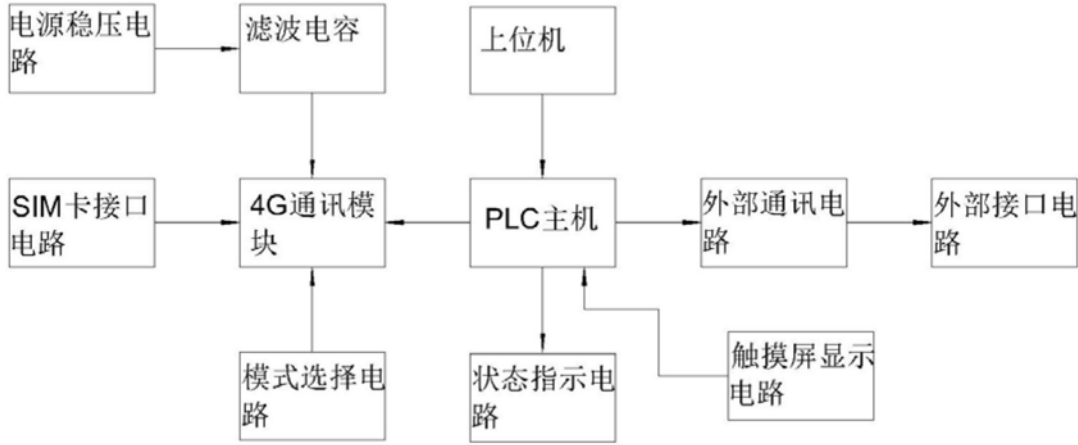 电源稳压电
路
滤波电容
上位机
SIM卡接口
电路
4G通讯模
块
PLC主机
外部通讯电
路
外部接口电
路
模式选择电
路
状态指示电
路
触摸屏显示
电路